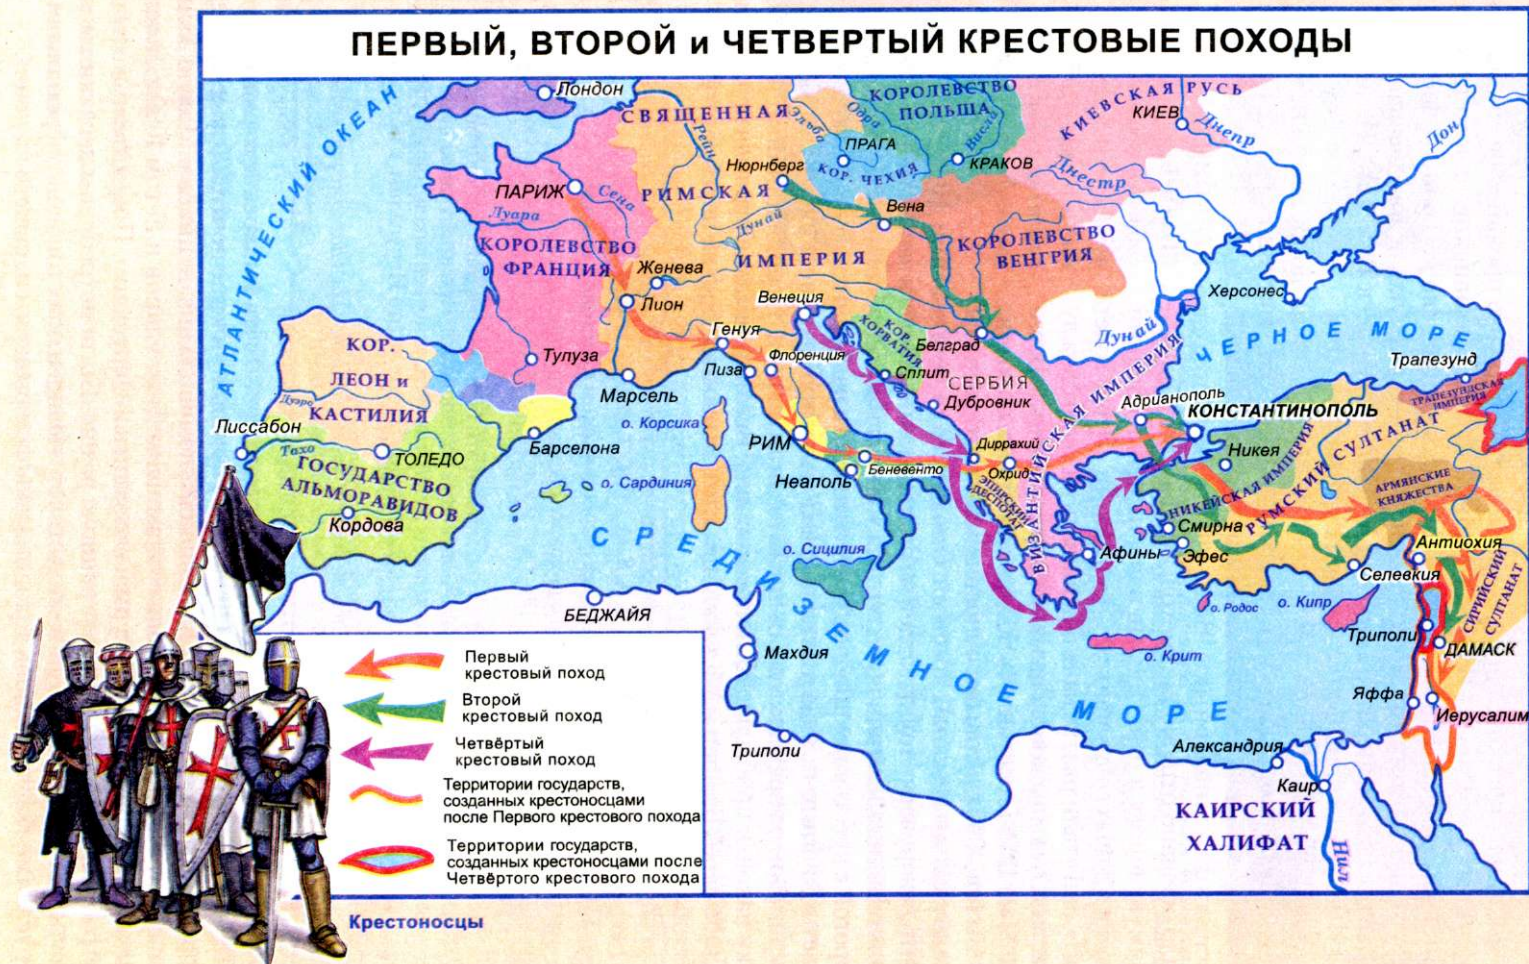 ПЕРВЫЙ, ВТОРОЙ и ЧЕТВЕРТЫЙ КРЕСТОВЫЕ ПОХОДЫ
АТЛАНТИЧЕСКИЙ ОКЕАН
Лондон
СВЯЩЕННАЯ
РИМСКАЯ
ИМПЕРИЯ
Рейн
Эльба
Одра
КОРОЛЕВСТВО
ПОЛЬША
Висла
КИЕВСКАЯ РУСЬ
КИЕВ
Днепр
Дон
ПРАГА
КОР. ЧЕХИЯ
КРАКОВ
Днестр
Нюрнберг
ПАРИЖ
Сена
Луара
Дунай
Вена
КОРОЛЕВСТВО
ФРАНЦИЯ
КОРОЛЕВСТВО
ВЕНГРИЯ
Женева
Лион
Венеция
Херсонес
Дунай
ЧЕРНОЕ МОРЕ
КОР.
ЛЕОН и
КАСТИЛИЯ
Тулуза
Генуя
Пиза
Флоренция
КОР.
ХОРВАТИЯ
Белград
Сплит
СЕРБИЯ
Дубровник
Трапезунд
ТРАПЕЗУНДСКАЯ
ИМПЕРИЯ
Марсель
Дуэро
Лиссабон
Тахо
ТОЛЕДО
Барселона
о. Корсика
РИМ
Адрианополь
КОНСТАНТИНОПОЛЬ
ВИЗАНТИЙСКАЯ ИМПЕРИЯ
Диррахий
Охрид
Никея
НИКЕЙСКАЯ ИМПЕРИЯ
РУМСКИЙ СУЛТАНАТ
АРМЯНСКИЕ
КНЯЖЕСТВА
ГОСУДАРСТВО
АЛЬМОРАВИДОВ
Кордова
о. Сардиния
Неаполь
Беневенто
ЭПИРСКИЙ
ДЕСПОТАТ
Смирна
Эфес
Афины
Антиохия
Селевкия
СИРИЙСКИЙ
СУЛТАНАТ
СРЕДИЗЕМНОЕ МОРЕ
о. Сицилия
БЕДЖАЙЯ
о. Родос
о. Кипр
Триполи
ДАМАСК
Махдия
о. Крит
Яффа
Иерусалим
Триполи
Александрия
Каир
КАИРСКИЙ
ХАЛИФАТ
Нил
Первый
крестовый поход
Второй
крестовый поход
Четвёртый
крестовый поход
Территории государств,
созданных крестоносцами
после Первого крестового похода
Территории государств,
созданных крестоносцами после
Четвёртого крестового похода
Крестоносцы